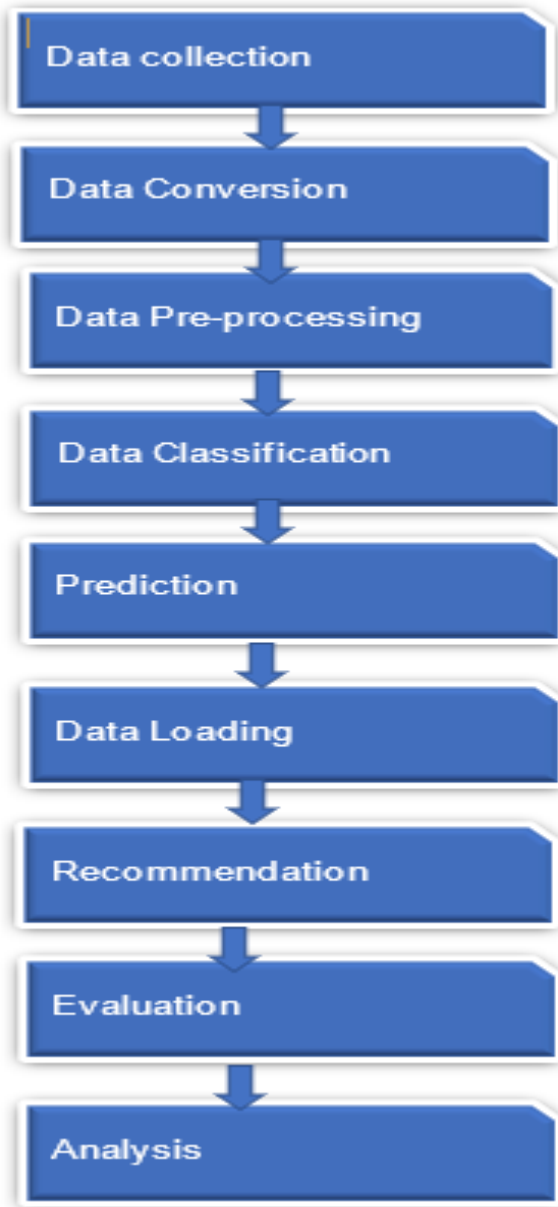 Data collection
Data Conversion
Data Pre-processing
Data Classification
Prediction
Data Loading
Recommendation
Evaluation
Analysis